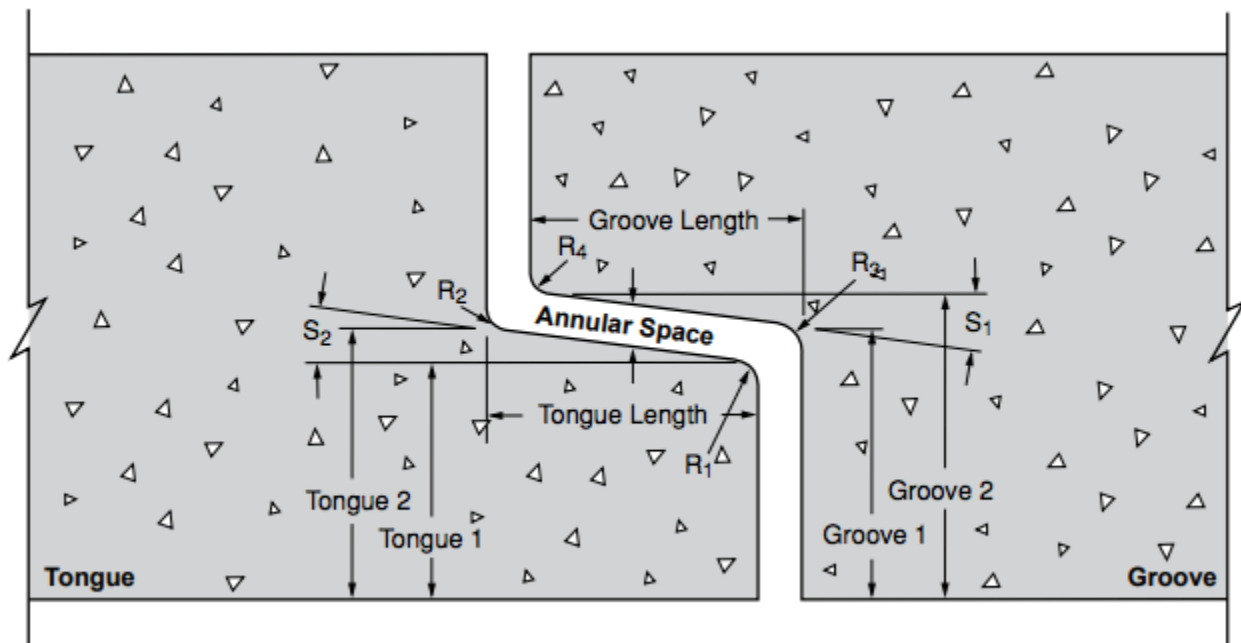 Groove Length
R4
R3
R2
Annular Space
S1
S2
Tongue Length
R1
Tongue 2
Groove 2
Tongue 1
Groove 1
Tongue
Groove